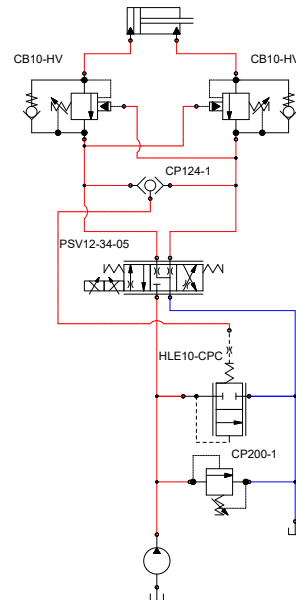 CB10-HV
CB10-HV
CP124-1
PSV12-34-05
HLE10-CPC
CP200-1